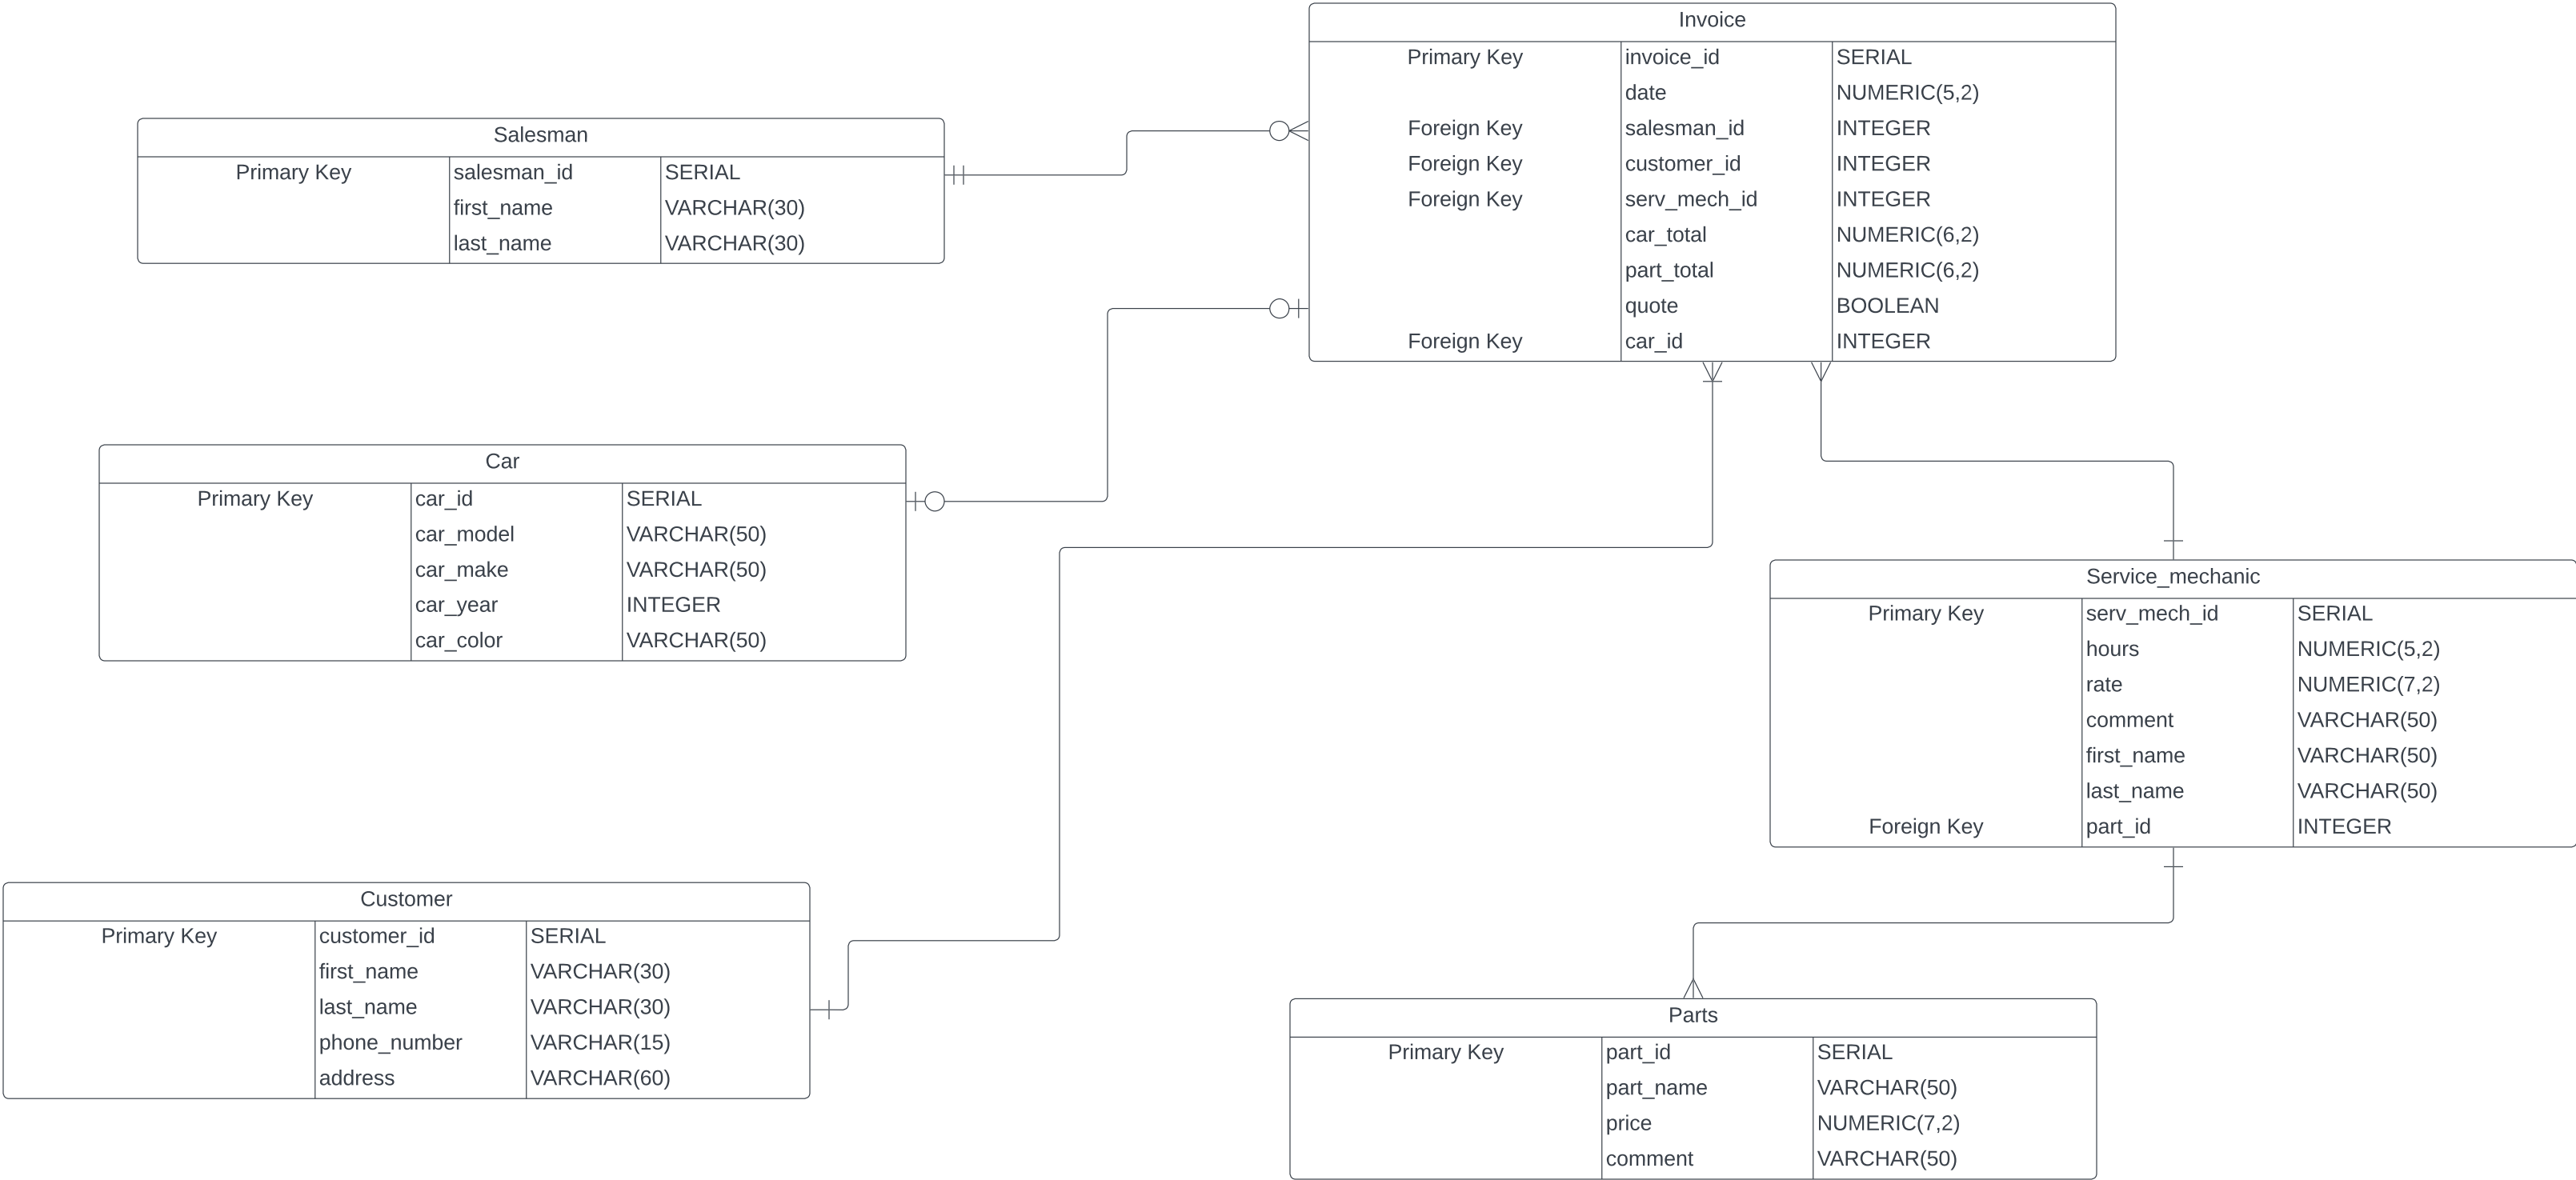 Invoice
Primary Key invoice_id SERIAL
date NUMERIC(5,2)
Foreign Key salesman_id INTEGER
Foreign Key customer_id INTEGER
Foreign Key serv_mech_id INTEGER
car_total NUMERIC(6,2)
part_total NUMERIC(6,2)
quote BOOLEAN
Foreign Key car_id INTEGER
Salesman
Primary Key salesman_id SERIAL
first_name VARCHAR(30)
last_name VARCHAR(30)
Car
Primary Key car_id SERIAL
car_model VARCHAR(50)
car_make VARCHAR(50)
car_year INTEGER
car_color VARCHAR(50)
Service_mechanic
Primary Key serv_mech_id SERIAL
hours NUMERIC(5,2)
rate NUMERIC(7,2)
comment VARCHAR(50)
first_name VARCHAR(50)
last_name VARCHAR(50)
Foreign Key part_id INTEGER
Customer
Primary Key customer_id SERIAL
first_name VARCHAR(30)
last_name VARCHAR(30)
phone_number VARCHAR(15)
address VARCHAR(60)
Parts
Primary Key part_id SERIAL
part_name VARCHAR(50)
price NUMERIC(7,2)
comment VARCHAR(50)